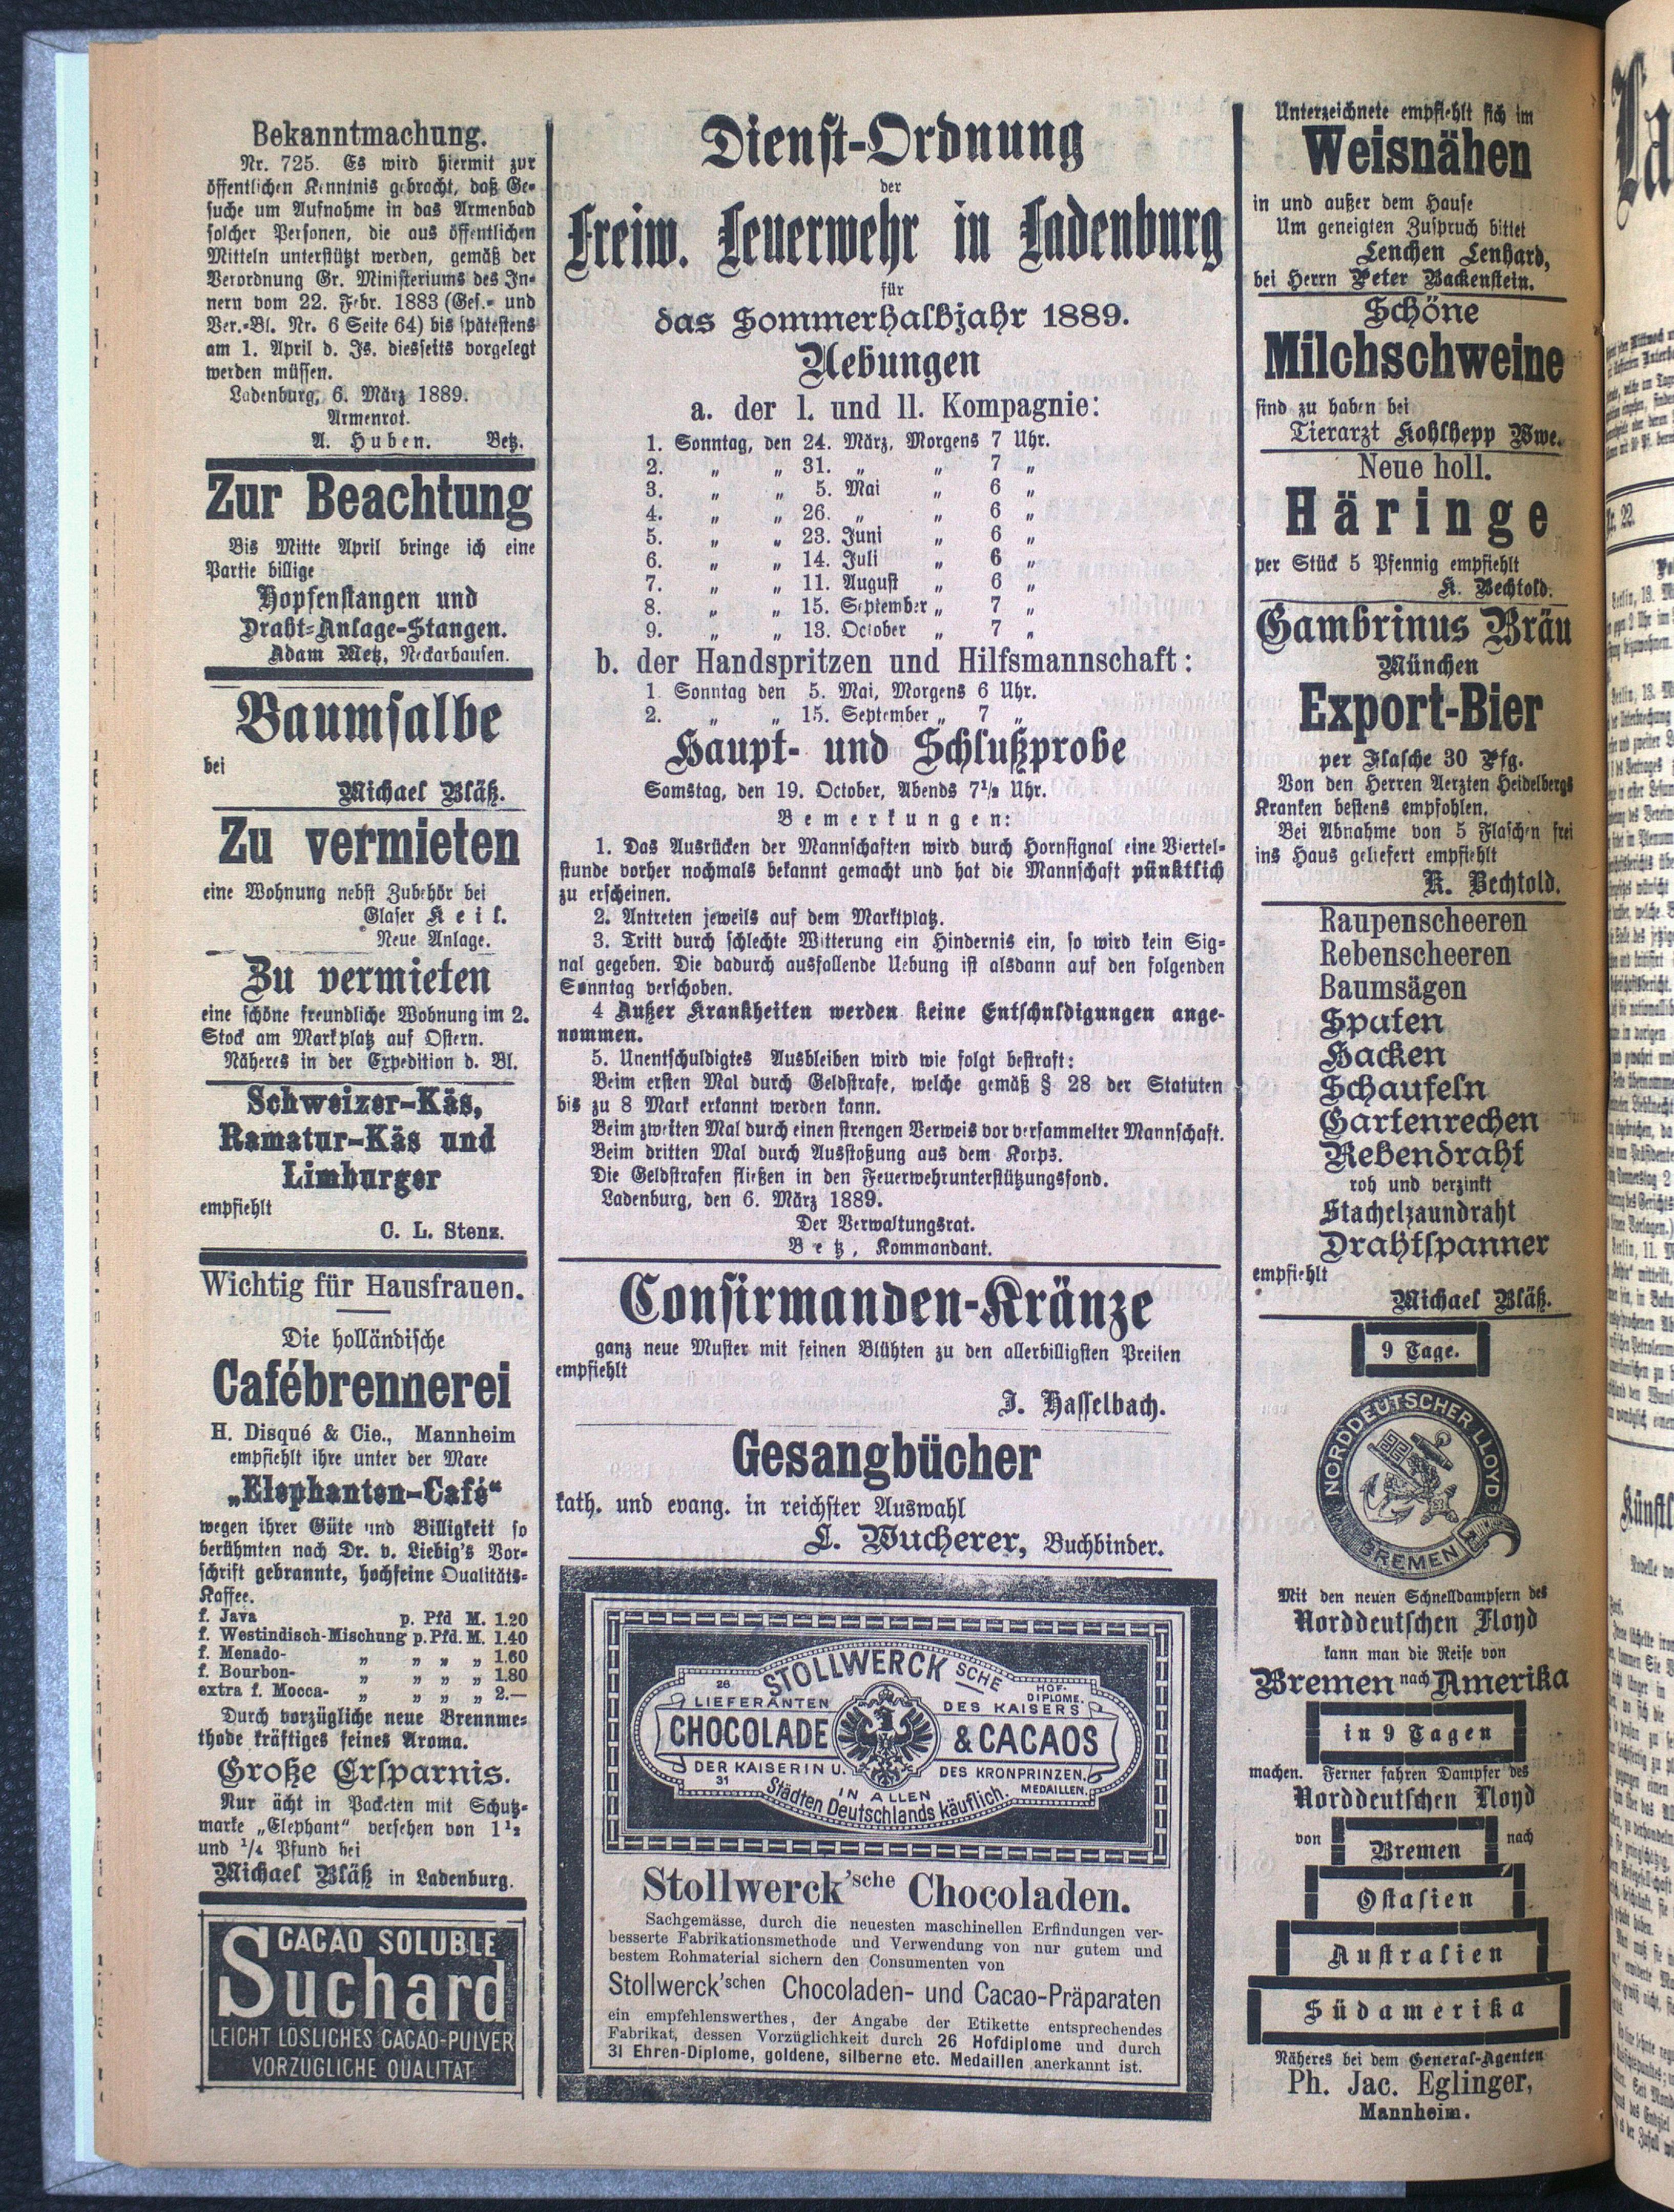 Bekanntmachung.
Nr. 725. Es wird hiermit zur
öffentlichen Kenntnis gebracht, daß Ge-
suche um Aufnahme in das Armenbad
solcher Personen, die aus öffentlichen
Mitteln unterstützt werden, gemäß der
Verordnung Gr. Ministeriums des In-
nern vom 22. Febr. 1883 (Ges.- und
Ver.-Bl. Nr. 6 Seite 64) bis spätestens
am 1. April d. Js. diesseits vorgelegt
werden müssen.
Ladenburg, 6. März 1889.
Armenrat.
A. Huben. Betz.
Zur Beachtung
Bis Mitte April bringe ich eine
Partie billige
Hopfenstangen und
Draht-Anlage-Stangen.
Adam Metz, Neckarhausen.
Baumsalbe
bei
Michael Bläß.
Zu vermieten
eine Wohnung nebst Zubehör bei
Glaser Keil.
Neue Anlage.
Zu vermieten
eine schöne freundliche Wohnung im 2.
Stock am Marktplatz auf Ostern.
Näheres in der Expedition d. Bl.
Schweizer-Käs,
Ramatur-Käs und
Limburger
empfiehlt
C. L. Stenz.
Wichtig für Hausfrauen.
Die holländische
Cafébrennerei
H. Disqué & Cie., Mannheim
empfiehlt ihre unter der Mare
„Elephanten-Café“
wegen ihrer Güte und Billigkeit so
berühmten nach Dr. v. Liebig's Vor-
schrift gebrannte, hochfeine Qualitäts-
Kaffee.
f. Java p. Pfd M. 1.20
f. Westindisch-Mischung p. Pfd. M. 1.40
f. Menado- „ „ „ „ 1.60
f. Bourbon- „ „ „ „ 1.80
extra f. Mocca- „ „ „ „ 2.—
Durch vorzügliche neue Brennme-
thode kräftiges feines Aroma.
Große Ersparnis.
Nur ächt in Packeten mit Schutz-
marke „Elephant“ versehen von 1 1/2
und 1/4 Pfund bei
Michael Bläß in Ladenburg.
CACAO SOLUBLE
Suchard
LEICHT LÖSLICHES CACAO-PULVER
VORZÜGLICHE QUALITÄT.
Dienst-Ordnung
der
Freiw. Feuerwehr in Ladenburg
für
das Sommerhalbjahr 1889.
Uebungen
a. der I. und II. Kompagnie:
1. Sonntag, den 24. März, Morgens 7 Uhr.
2. „ „ 31. „ „ 7 „
3. „ „ 5. Mai „ 6 „
4. „ „ 26. „ „ 6 „
5. „ „ 23. Juni „ 6 „
6. „ „ 14. Juli „ 6 „
7. „ „ 11. August „ 6 „
8. „ „ 15. September „ 7 „
9. „ „ 13. October „ 7 „
b. der Handspritzen und Hilfsmannschaft:
1. Sonntag den 5. Mai, Morgens 6 Uhr.
2. „ „ 15. September „ 7 „
Haupt- und Schlußprobe
Samstag, den 19. October, Abends 7 1/2 Uhr.
Bemerkungen:
1. Das Ausrücken der Mannschaften wird durch Hornsignal eine Viertel-
stunde vorher nochmals bekannt gemacht und hat die Mannschaft pünktlich
zu erscheinen.
2. Antreten jeweils auf dem Marktplatz.
3. Tritt durch schlechte Witterung ein Hindernis ein, so wird kein Sig-
nal gegeben. Die dadurch ausfallende Uebung ist alsdann auf den folgenden
Sonntag verschoben.
4 Außer Krankheiten werden keine Entschuldigungen ange-
nommen.
5. Unentschuldigtes Ausbleiben wird wie folgt bestraft:
Beim ersten Mal durch Geldstrafe, welche gemäß § 28 der Statuten
bis zu 8 Mark erkannt werden kann.
Beim zweiten Mal durch einen strengen Verweis vor versammelter Mannschaft.
Beim dritten Mal durch Ausstoßung aus dem Korps.
Die Geldstrafen fließen in den Feuerwehrunterstützungsfond.
Ladenburg, den 6. März 1889.
Der Verwaltungsrat.
Betz, Kommandant.
Confirmanden-Kränze
ganz neue Muster mit feinen Blühten zu den allerbilligsten Preisen
empfiehlt
J. Hasselbach.
Gesangbücher
kath. und evang. in reichster Auswahl
L. Wucherer, Buchbinder.
STOLLWERCK'SCHE
26 HOF-DIPLOME.
LIEFERANTEN DES KAISERS
CHOCOLADE & CACAOS
DER KAISERIN U. DES KRONPRINZEN.
31 MEDAILLEN.
IN ALLEN
Städten Deutschlands käuflich.
Stollwerck'sche Chocoladen.
Sachgemässe, durch die neuesten maschinellen Erfindungen ver-
besserte Fabrikationsmethode und Verwendung von nur gutem und
bestem Rohmaterial sichern den Consumenten von
Stollwerck'schen Chocoladen- und Cacao-Präparaten
ein empfehlenswerthes, der Angabe der Etikette entsprechendes
Fabrikat, dessen Vorzüglichkeit durch 26 Hofdiplome und durch
31 Ehren-Diplome, goldene, silberne etc. Medaillen anerkannt ist.
Unterzeichnete empfiehlt sich im
Weisnähen
in und außer dem Hause
Um geneigten Zuspruch bittet
Lenchen Lenhard,
bei Herrn Peter Backenstein.
Schöne
Milchschweine
sind zu haben bei
Tierarzt Kohlhepp Wwe.
Neue holl.
Häringe
per Stück 5 Pfennig empfiehlt
K. Bechtold.
Gambrinus Bräu
München
Export-Bier
per Flasche 30 Pfg.
Von den Herren Aerzten Heidelbergs
Kranken bestens empfohlen.
Bei Abnahme von 5 Flaschen frei
ins Haus geliefert empfiehlt
K. Bechtold.
Raupenscheeren
Rebenscheeren
Baumsägen
Spaten
Hacken
Schaufeln
Gartenrechen
Rebendraht
roh und verzinkt
Stachelzaundraht
Drahtspanner
empfiehlt
Michael Bläß.
9 Tage.
NORDDEUTSCHER LLOYD
BREMEN
Mit den neuen Schnelldampfern des
Norddeutschen Lloyd
kann man die Reise von
Bremen nach Amerika
in 9 Tagen
machen. Ferner fahren Dampfer des
Norddeutschen Lloyd
von Bremen nach
Ostasien
Australien
Südamerika
Näheres bei dem General-Agenten
Ph. Jac. Eglinger,
Mannheim.